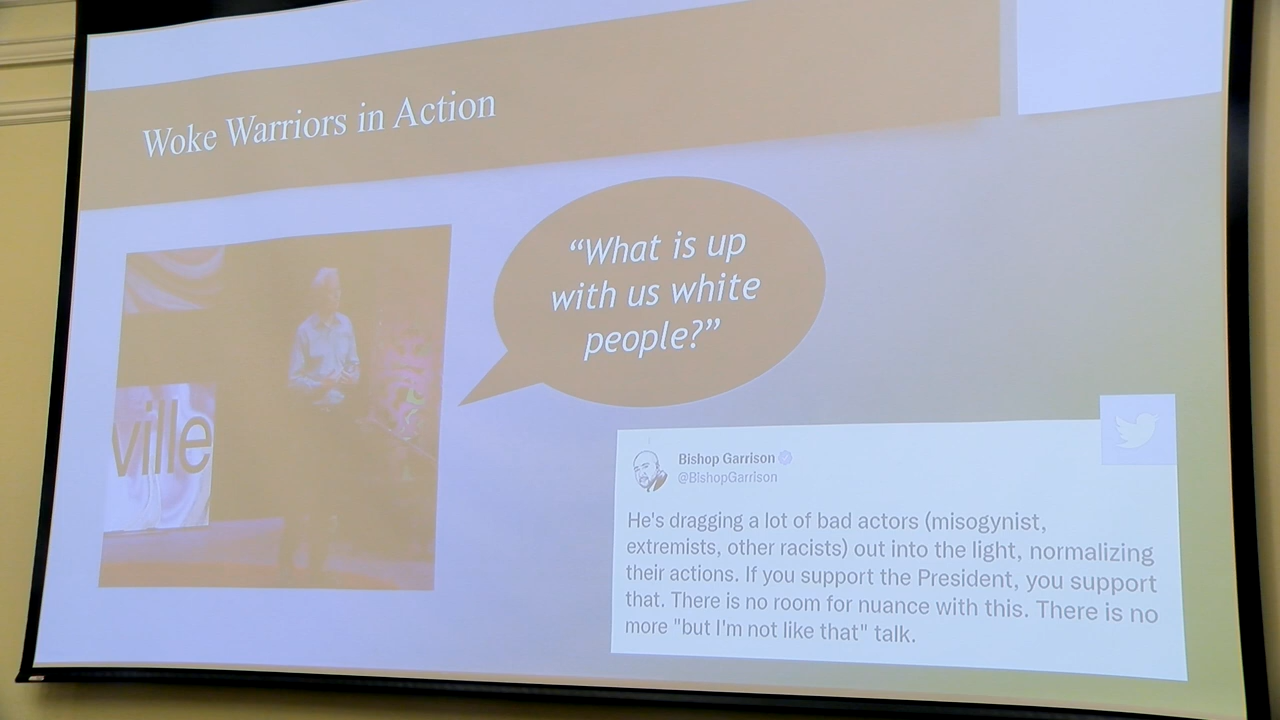 Woke Warriors in Action
“What is up
with us white
people?”
ville
Bishop Garrison
@BishopGarrison
He's dragging a lot of bad actors (misogynist,
extremists, other racists) out into the light, normalizing
their actions. If you support the President, you support
that. There is no room for nuance with this. There is no
more "but I'm not like that" talk.